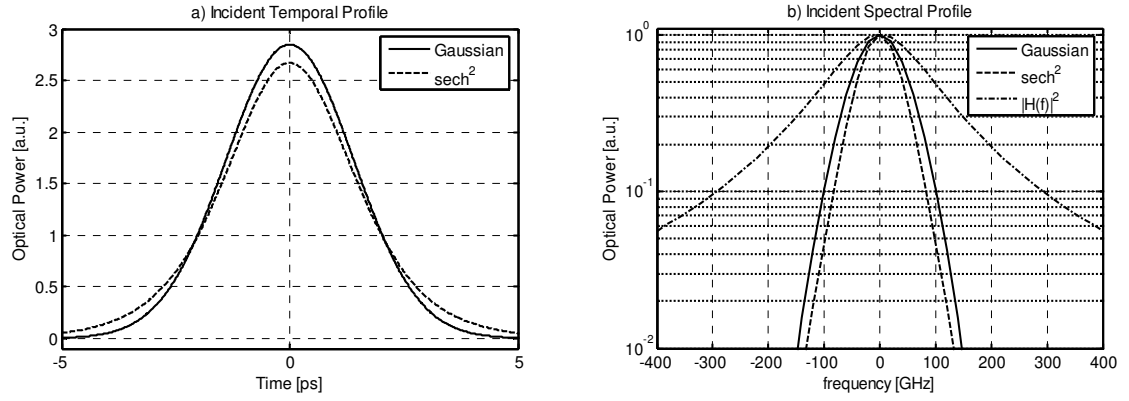 a) Incident Temporal Profile
3
2.5
2
1.5
1
0.5
0
-5
0
5
Optical Power [a.u.]
Time [ps]
Gaussian
sech²
b) Incident Spectral Profile
10⁰
10⁻¹
10⁻²
-400 -300 -200 -100 0 100 200 300 400
Optical Power [a.u.]
frequency [GHz]
Gaussian
sech²
|H(f)|²